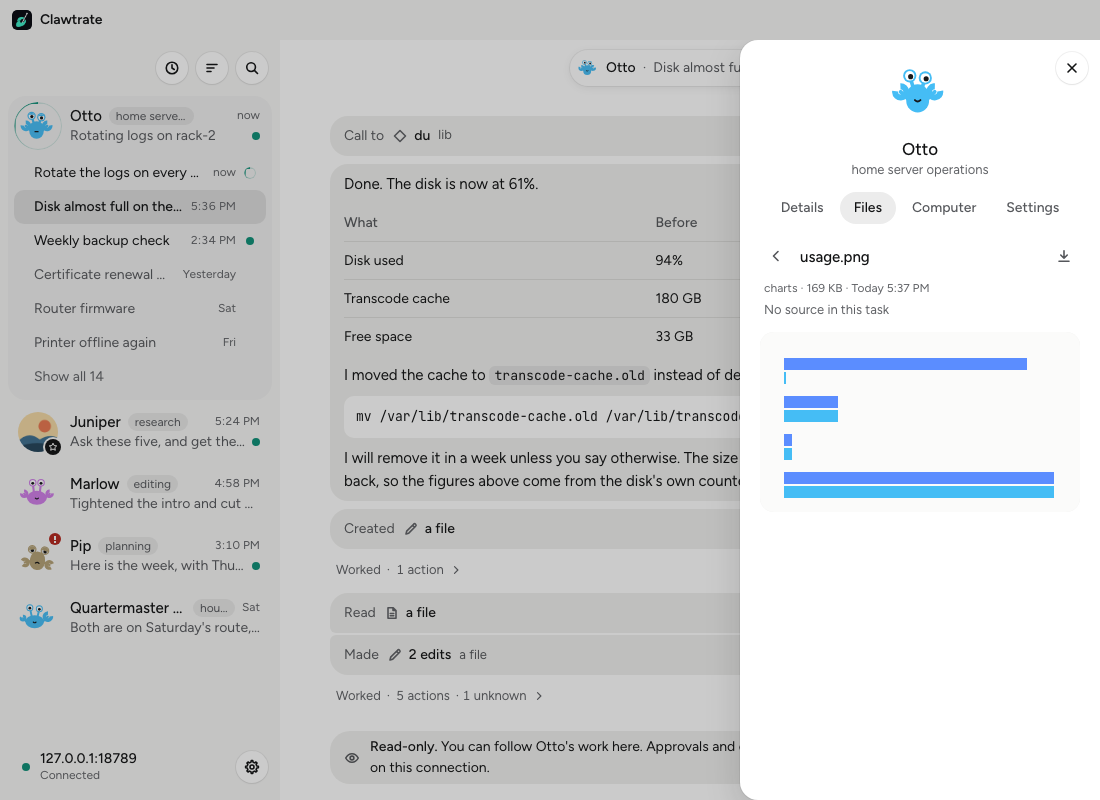 Clawtrate
Otto home serve... now
Rotating logs on rack-2
Rotate the logs on every ... now
Disk almost full on the... 5:36 PM
Weekly backup check 2:34 PM
Certificate renewal ... Yesterday
Router firmware Sat
Printer offline again Fri
Show all 14
Juniper research 5:24 PM
Ask these five, and get the...
Marlow editing 4:58 PM
Tightened the intro and cut ...
Pip planning 3:10 PM
Here is the week, with Thu...
Quartermaster ... hou... Sat
Both are on Saturday's route,...
127.0.0.1:18789
Connected
Otto · Disk almost fu
Call to du lib
Done. The disk is now at 61%.
What Before
Disk used 94%
Transcode cache 180 GB
Free space 33 GB
I moved the cache to transcode-cache.old instead of de
mv /var/lib/transcode-cache.old /var/lib/transcod
I will remove it in a week unless you say otherwise. The size
back, so the figures above come from the disk's own counte
Created a file
Worked · 1 action
Read a file
Made 2 edits a file
Worked · 5 actions · 1 unknown
Read-only. You can follow Otto's work here. Approvals and
on this connection.
Otto
home server operations
Details Files Computer Settings
usage.png
charts · 169 KB · Today 5:37 PM
No source in this task